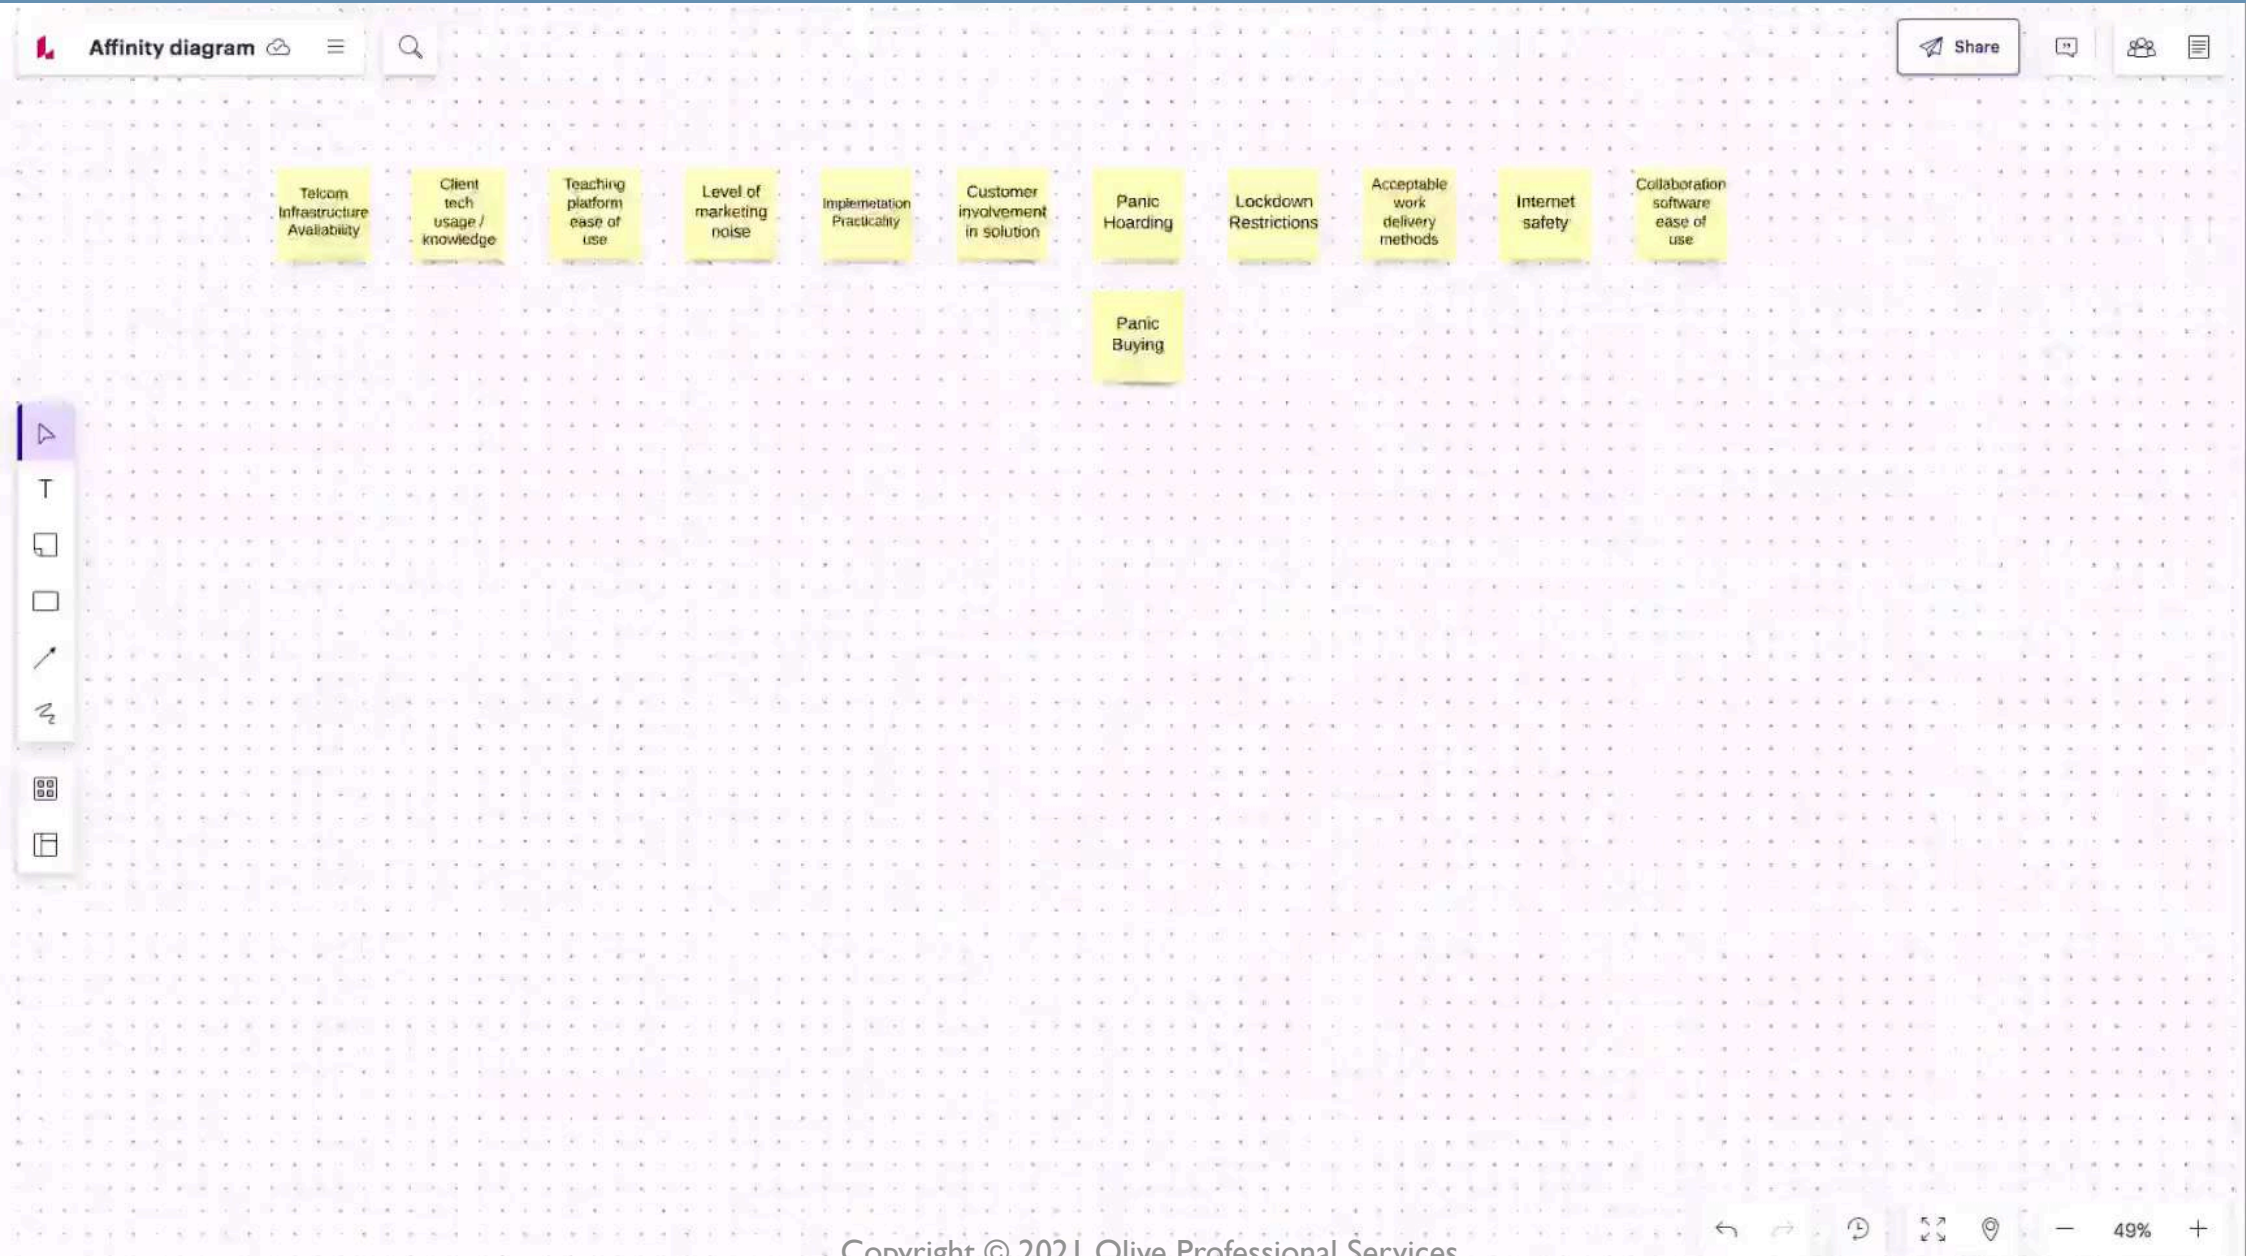 Affinity diagram
Share
Telcom
Infrastructure
Avaliability
Client
tech
usage /
knowledge
Teaching
platform
ease of
use
Level of
marketing
noise
Implemetation
Practicality
Customer
involvement
in solution
Panic
Hoarding
Lockdown
Restrictions
Acceptable
work
delivery
methods
Internet
safety
Collaboration
software
ease of
use
Panic
Buying
T
49%
Copyright © 2021 Olive Professional Services